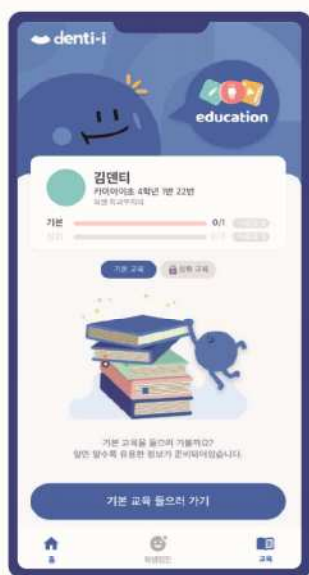 denti-i
education
김덴티
카이아이초 4학년 1반 22번
기본 0/1
심화
기본 교육 심화 교육
기본 교육을 들으러 가볼까요?
알면 알수록 유용한 정보가 준비되어있습니다.
기본 교육 들으러 가기
홈 교육